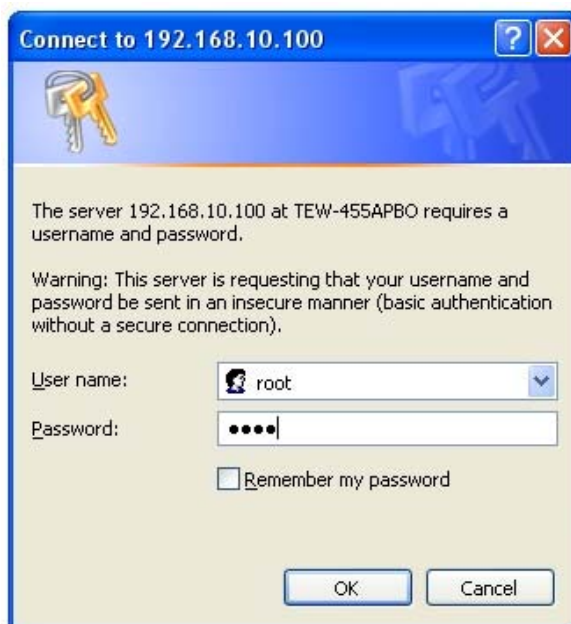 Connect to 192.168.10.100
The server 192.168.10.100 at TEW-455APBO requires a
username and password.
Warning: This server is requesting that your username and
password be sent in an insecure manner (basic authentication
without a secure connection).
User name:
root
Password:
••••
Remember my password
OK
Cancel